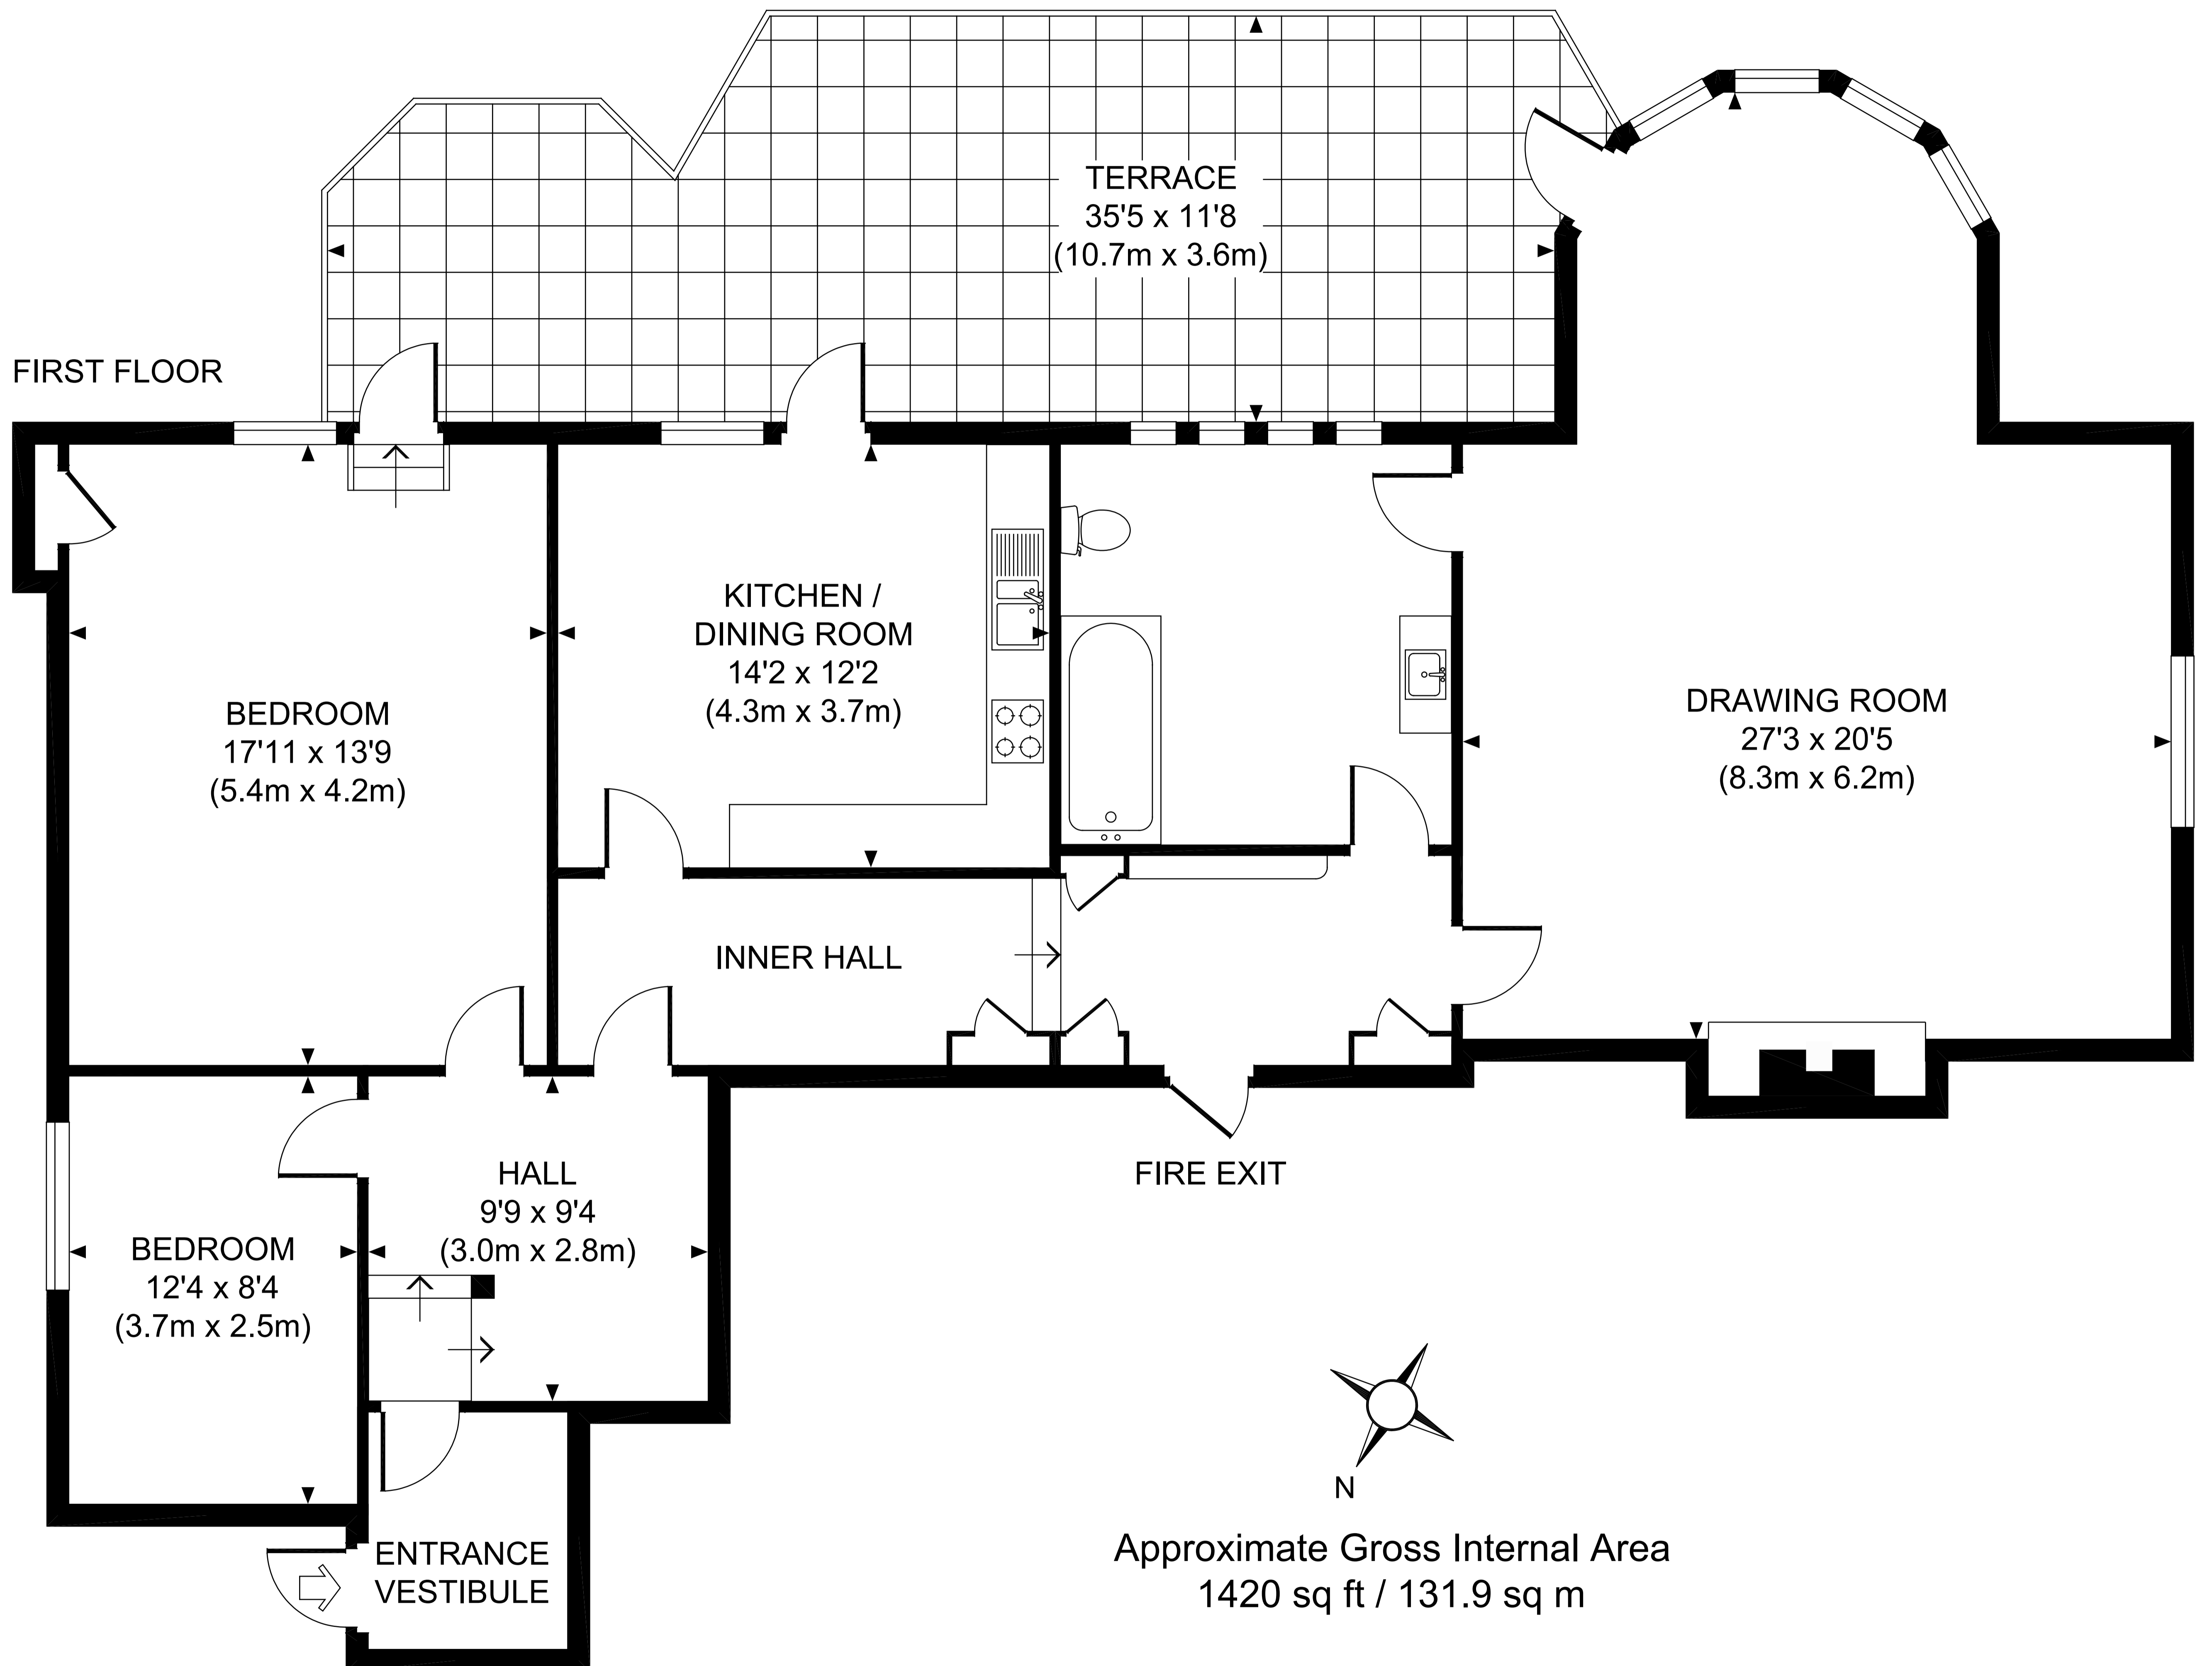 TERRACE
35'5 x 11'8
(10.7m x 3.6m)
FIRST FLOOR
KITCHEN /
DINING ROOM
14'2 x 12'2
(4.3m x 3.7m)
BEDROOM
17'11 x 13'9
(5.4m x 4.2m)
DRAWING ROOM
27'3 x 20'5
(8.3m x 6.2m)
INNER HALL
HALL
9'9 x 9'4
(3.0m x 2.8m)
FIRE EXIT
BEDROOM
12'4 x 8'4
(3.7m x 2.5m)
N
ENTRANCE
VESTIBULE
Approximate Gross Internal Area
1420 sq ft / 131.9 sq m